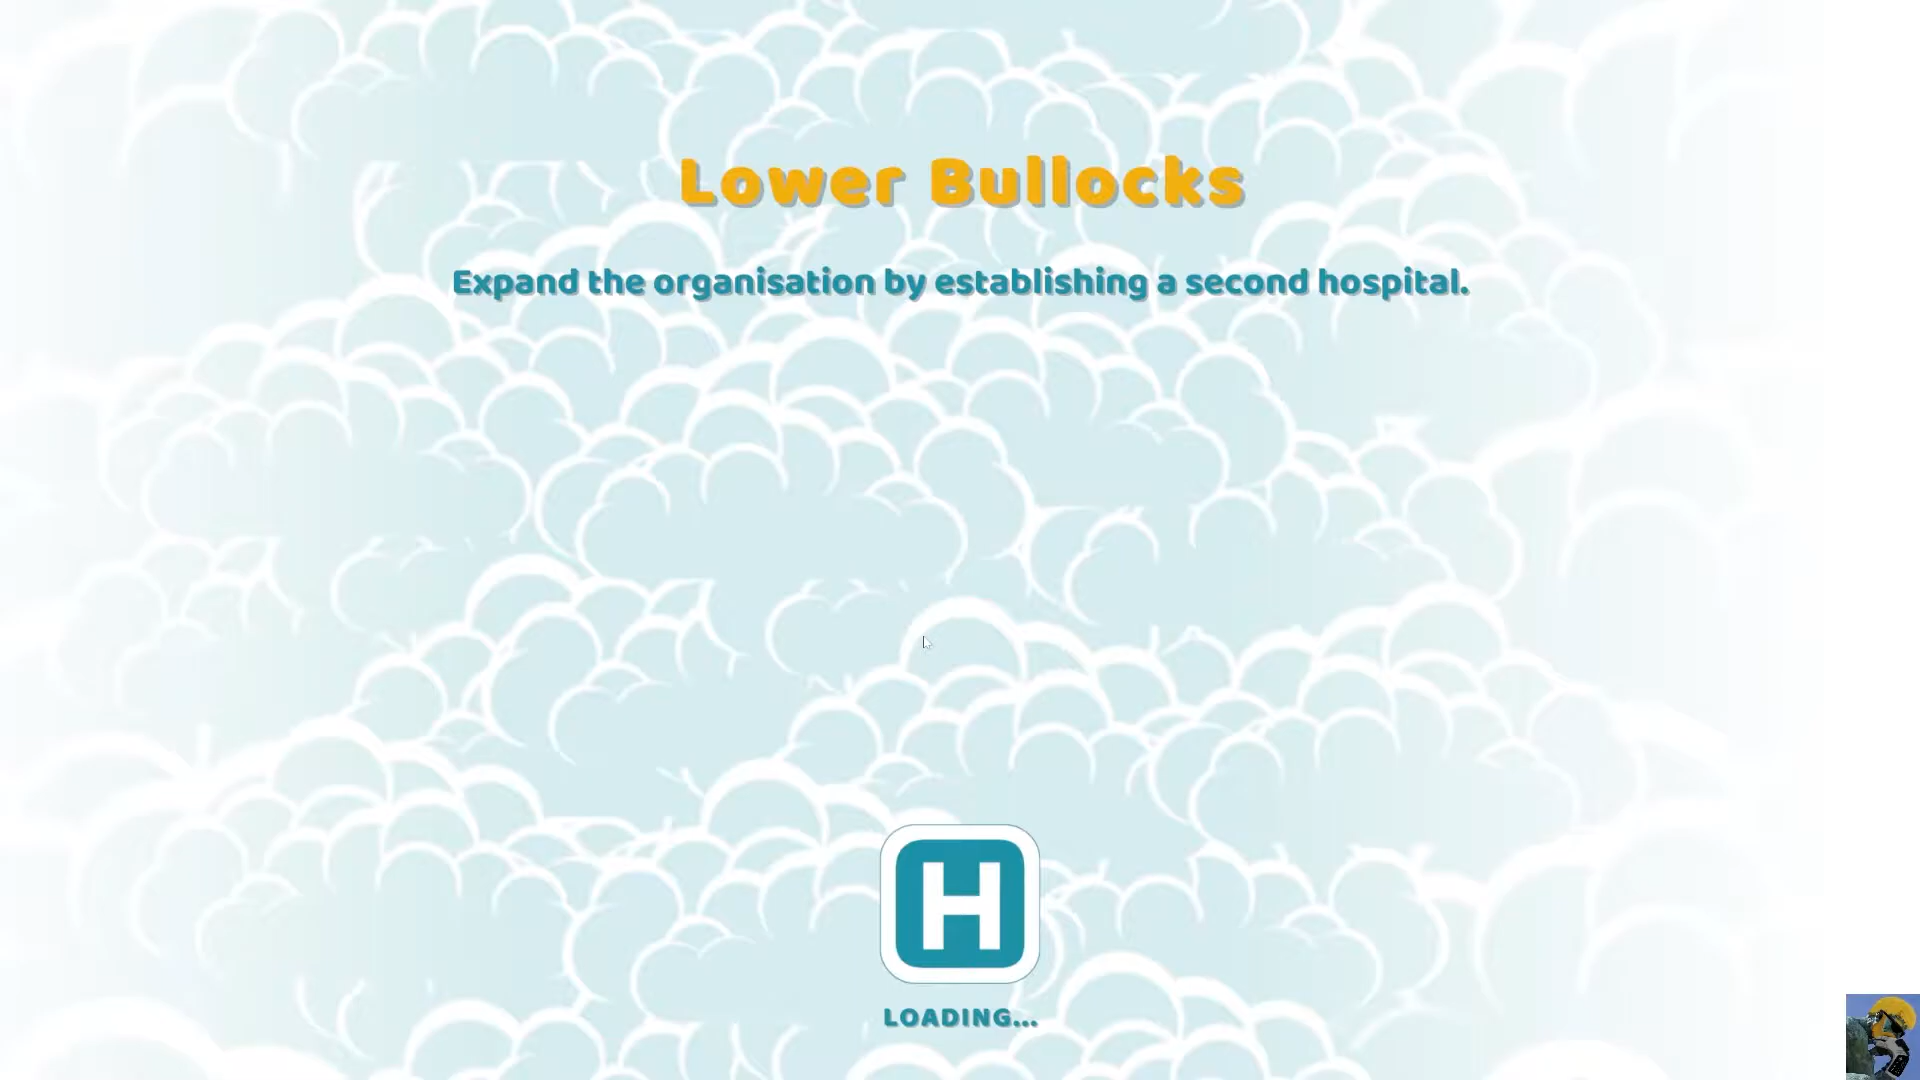 Lower Bullocks
Expand the organisation by establishing a second hospital.
H
LOADING...